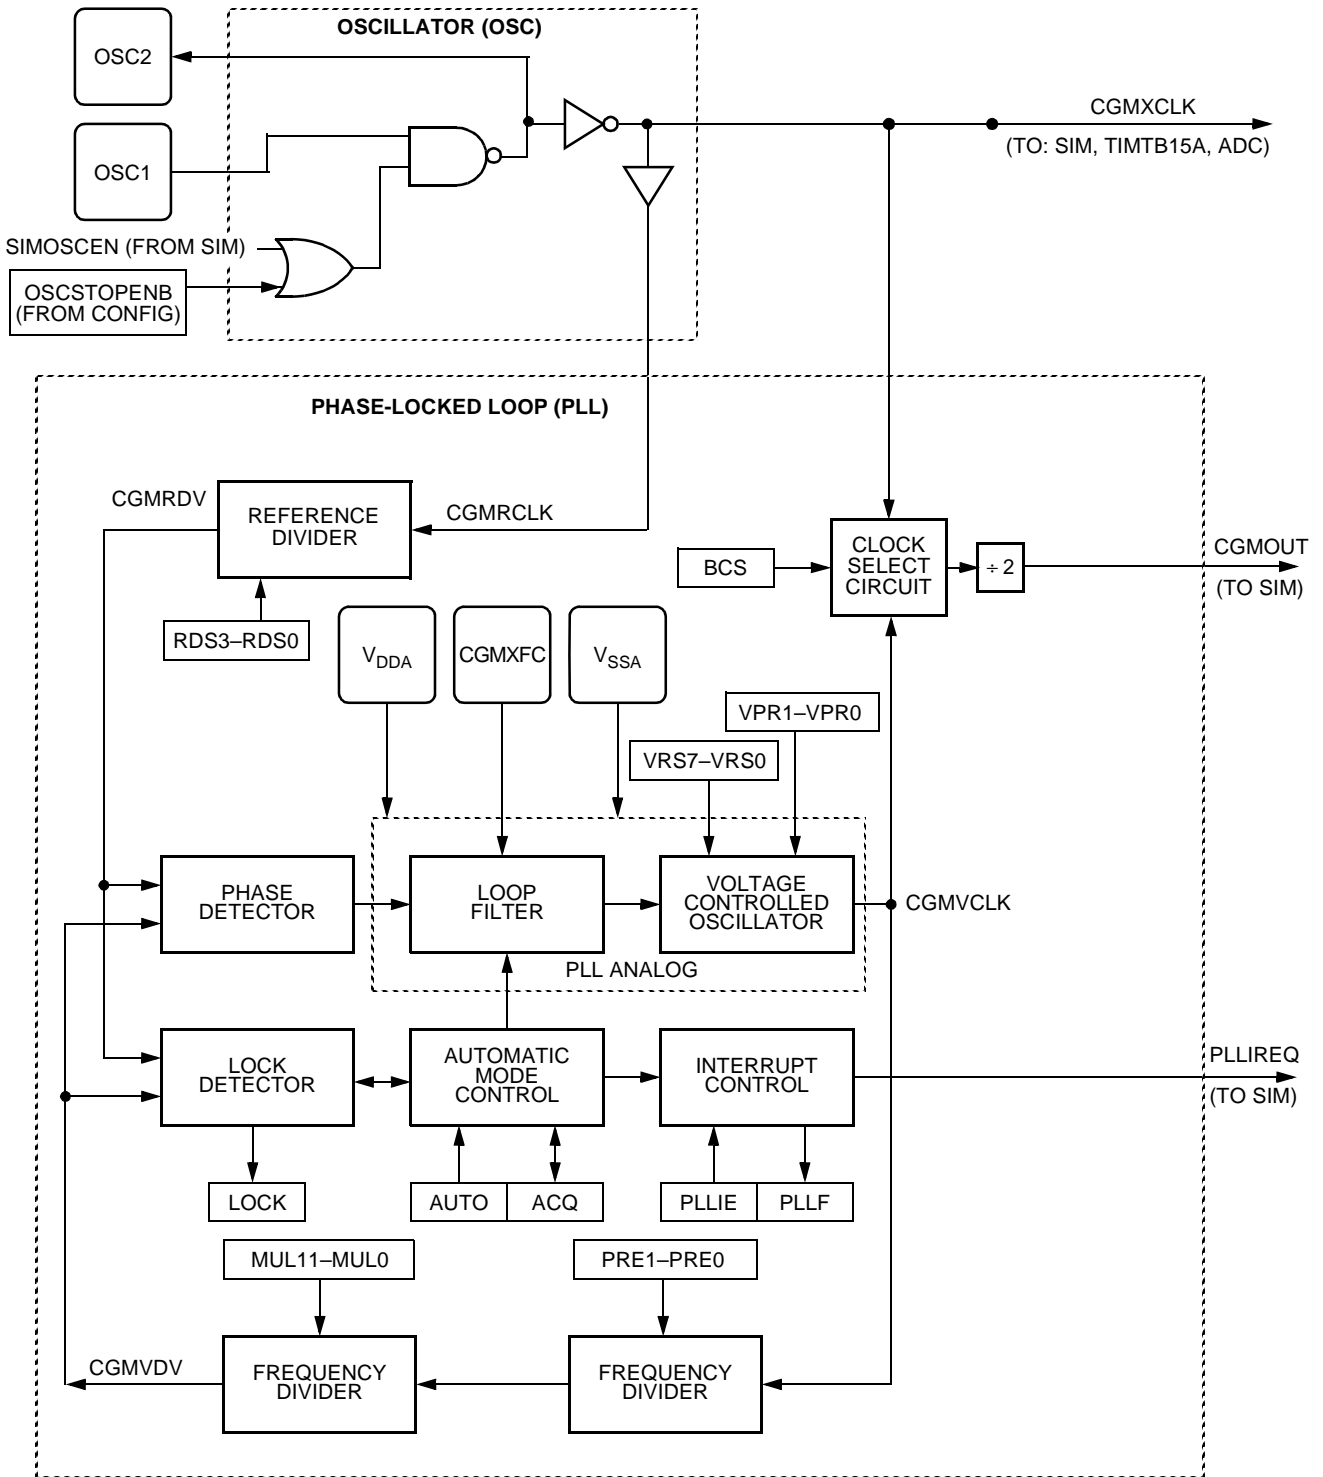 OSCILLATOR (OSC)
OSC2
CGMXCLK
(TO: SIM, TIMTB15A, ADC)
OSC1
SIMOSCEN (FROM SIM)
OSCSTOPENB
(FROM CONFIG)
PHASE-LOCKED LOOP (PLL)
CGMRDV
REFERENCE
DIVIDER
CGMRCLK
BCS
CLOCK
SELECT
CIRCUIT
÷ 2
CGMOUT
(TO SIM)
RDS3–RDS0
VDDA
CGMXFC
VSSA
VPR1–VPR0
VRS7–VRS0
PHASE
DETECTOR
LOOP
FILTER
VOLTAGE
CONTROLLED
OSCILLATOR
CGMVCLK
PLL ANALOG
LOCK
DETECTOR
AUTOMATIC
MODE
CONTROL
INTERRUPT
CONTROL
PLLIREQ
(TO SIM)
LOCK
AUTO
ACQ
PLLIE
PLLF
MUL11–MUL0
PRE1–PRE0
CGMVDV
FREQUENCY
DIVIDER
FREQUENCY
DIVIDER